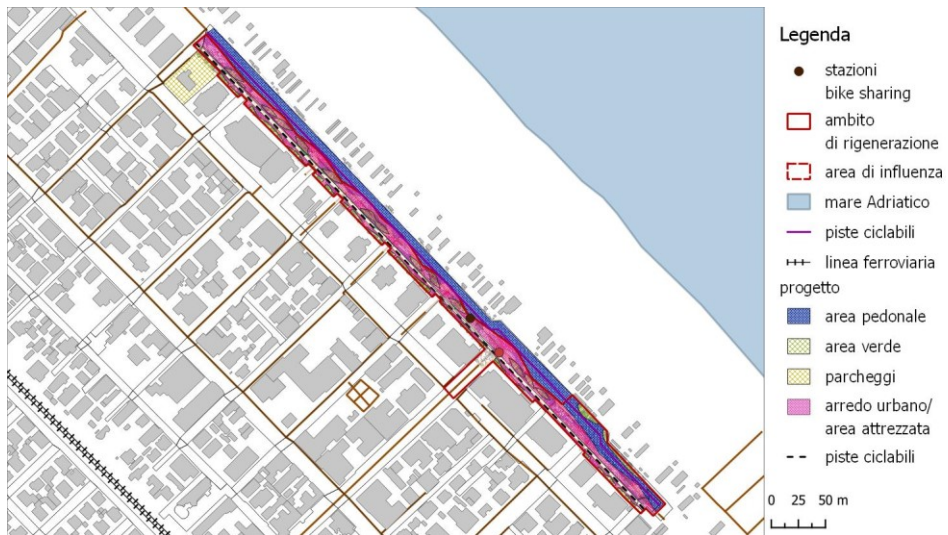 Legenda
stazioni
bike sharing
ambito
di rigenerazione
area di influenza
mare Adriatico
piste ciclabili
linea ferroviaria
progetto
area pedonale
area verde
parcheggi
arredo urbano/
area attrezzata
piste ciclabili
0 25 50 m